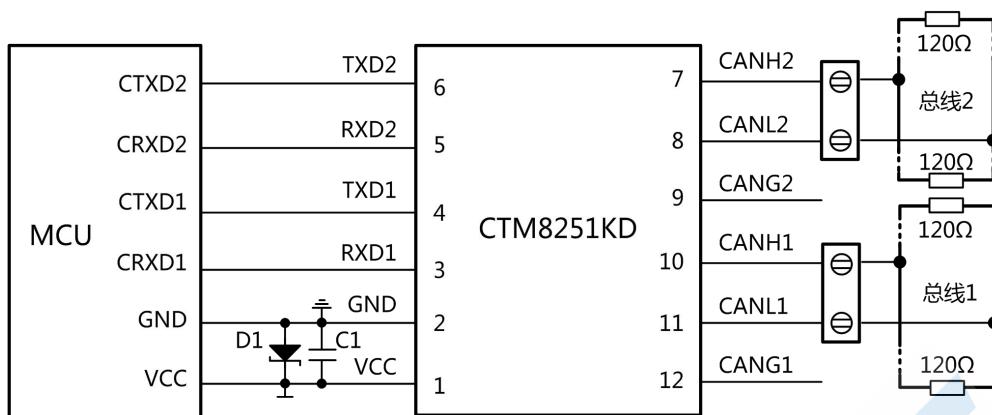 120Ω
CTXD2 TXD2 6 7 CANH2
总线2
CRXD2 RXD2 5 8 CANL2
120Ω
CTXD1 TXD1 4 9 CANG2
120Ω
MCU CTM8251KD
CRXD1 RXD1 3 10 CANH1
总线1
GND GND 2 11 CANL1
D1 C1
120Ω
VCC VCC 1 12 CANG1